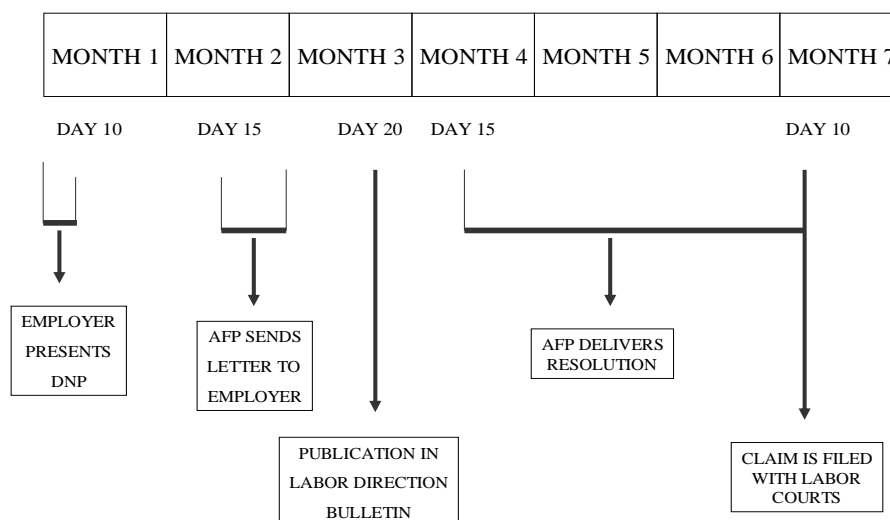 MONTH 1 MONTH 2 MONTH 3 MONTH 4 MONTH 5 MONTH 6 MONTH 7
DAY 10 DAY 15 DAY 20 DAY 15 DAY 10
EMPLOYER
PRESENTS
DNP
AFP SENDS
LETTER TO
EMPLOYER
AFP DELIVERS
RESOLUTION
PUBLICATION IN
LABOR DIRECTION
BULLETIN
CLAIM IS FILED
WITH LABOR
COURTS